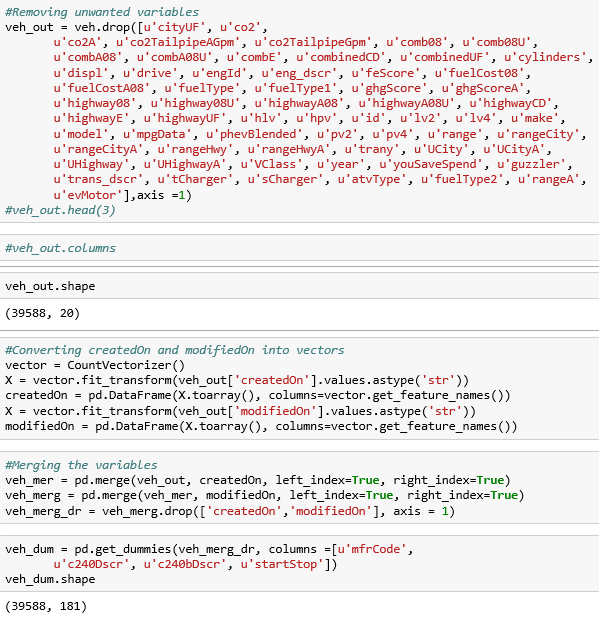 #Removing unwanted variables
veh_out = veh.drop([u'cityUF', u'co2',
u'co2A', u'co2TailpipeAGpm', u'co2TailpipeGpm', u'comb08', u'comb08U',
u'combA08', u'combA08U', u'combE', u'combinedCD', u'combinedUF', u'cylinders',
u'displ', u'drive', u'engId', u'eng_dscr', u'feScore', u'fuelCost08',
u'fuelCostA08', u'fuelType', u'fuelType1', u'ghgScore', u'ghgScoreA',
u'highway08', u'highway08U', u'highwayA08', u'highwayA08U', u'highwayCD',
u'highwayE', u'highwayUF', u'hlv', u'hpv', u'id', u'lv2', u'lv4', u'make',
u'model', u'mpgData', u'phevBlended', u'pv2', u'pv4', u'range', u'rangeCity',
u'rangeCityA', u'rangeHwy', u'rangeHwyA', u'trany', u'UCity', u'UCityA',
u'UHighway', u'UHighwayA', u'VClass', u'year', u'youSaveSpend', u'guzzler',
u'trans_dscr', u'tCharger', u'sCharger', u'atvType', u'fuelType2', u'rangeA',
u'evMotor'],axis =1)
#veh_out.head(3)
#veh_out.columns
veh_out.shape
(39588, 20)
#Converting createdOn and modifiedOn into vectors
vector = CountVectorizer()
X = vector.fit_transform(veh_out['createdOn'].values.astype('str'))
createdOn = pd.DataFrame(X.toarray(), columns=vector.get_feature_names())
X = vector.fit_transform(veh_out['modifiedOn'].values.astype('str'))
modifiedOn = pd.DataFrame(X.toarray(), columns=vector.get_feature_names())
#Merging the variables
veh_mer = pd.merge(veh_out, createdOn, left_index=True, right_index=True)
veh_merg = pd.merge(veh_mer, modifiedOn, left_index=True, right_index=True)
veh_merg_dr = veh_merg.drop(['createdOn','modifiedOn'], axis = 1)
veh_dum = pd.get_dummies(veh_merg_dr, columns =[u'mfrCode',
u'c240Dscr', u'c240bDscr', u'startStop'])
veh_dum.shape
(39588, 181)